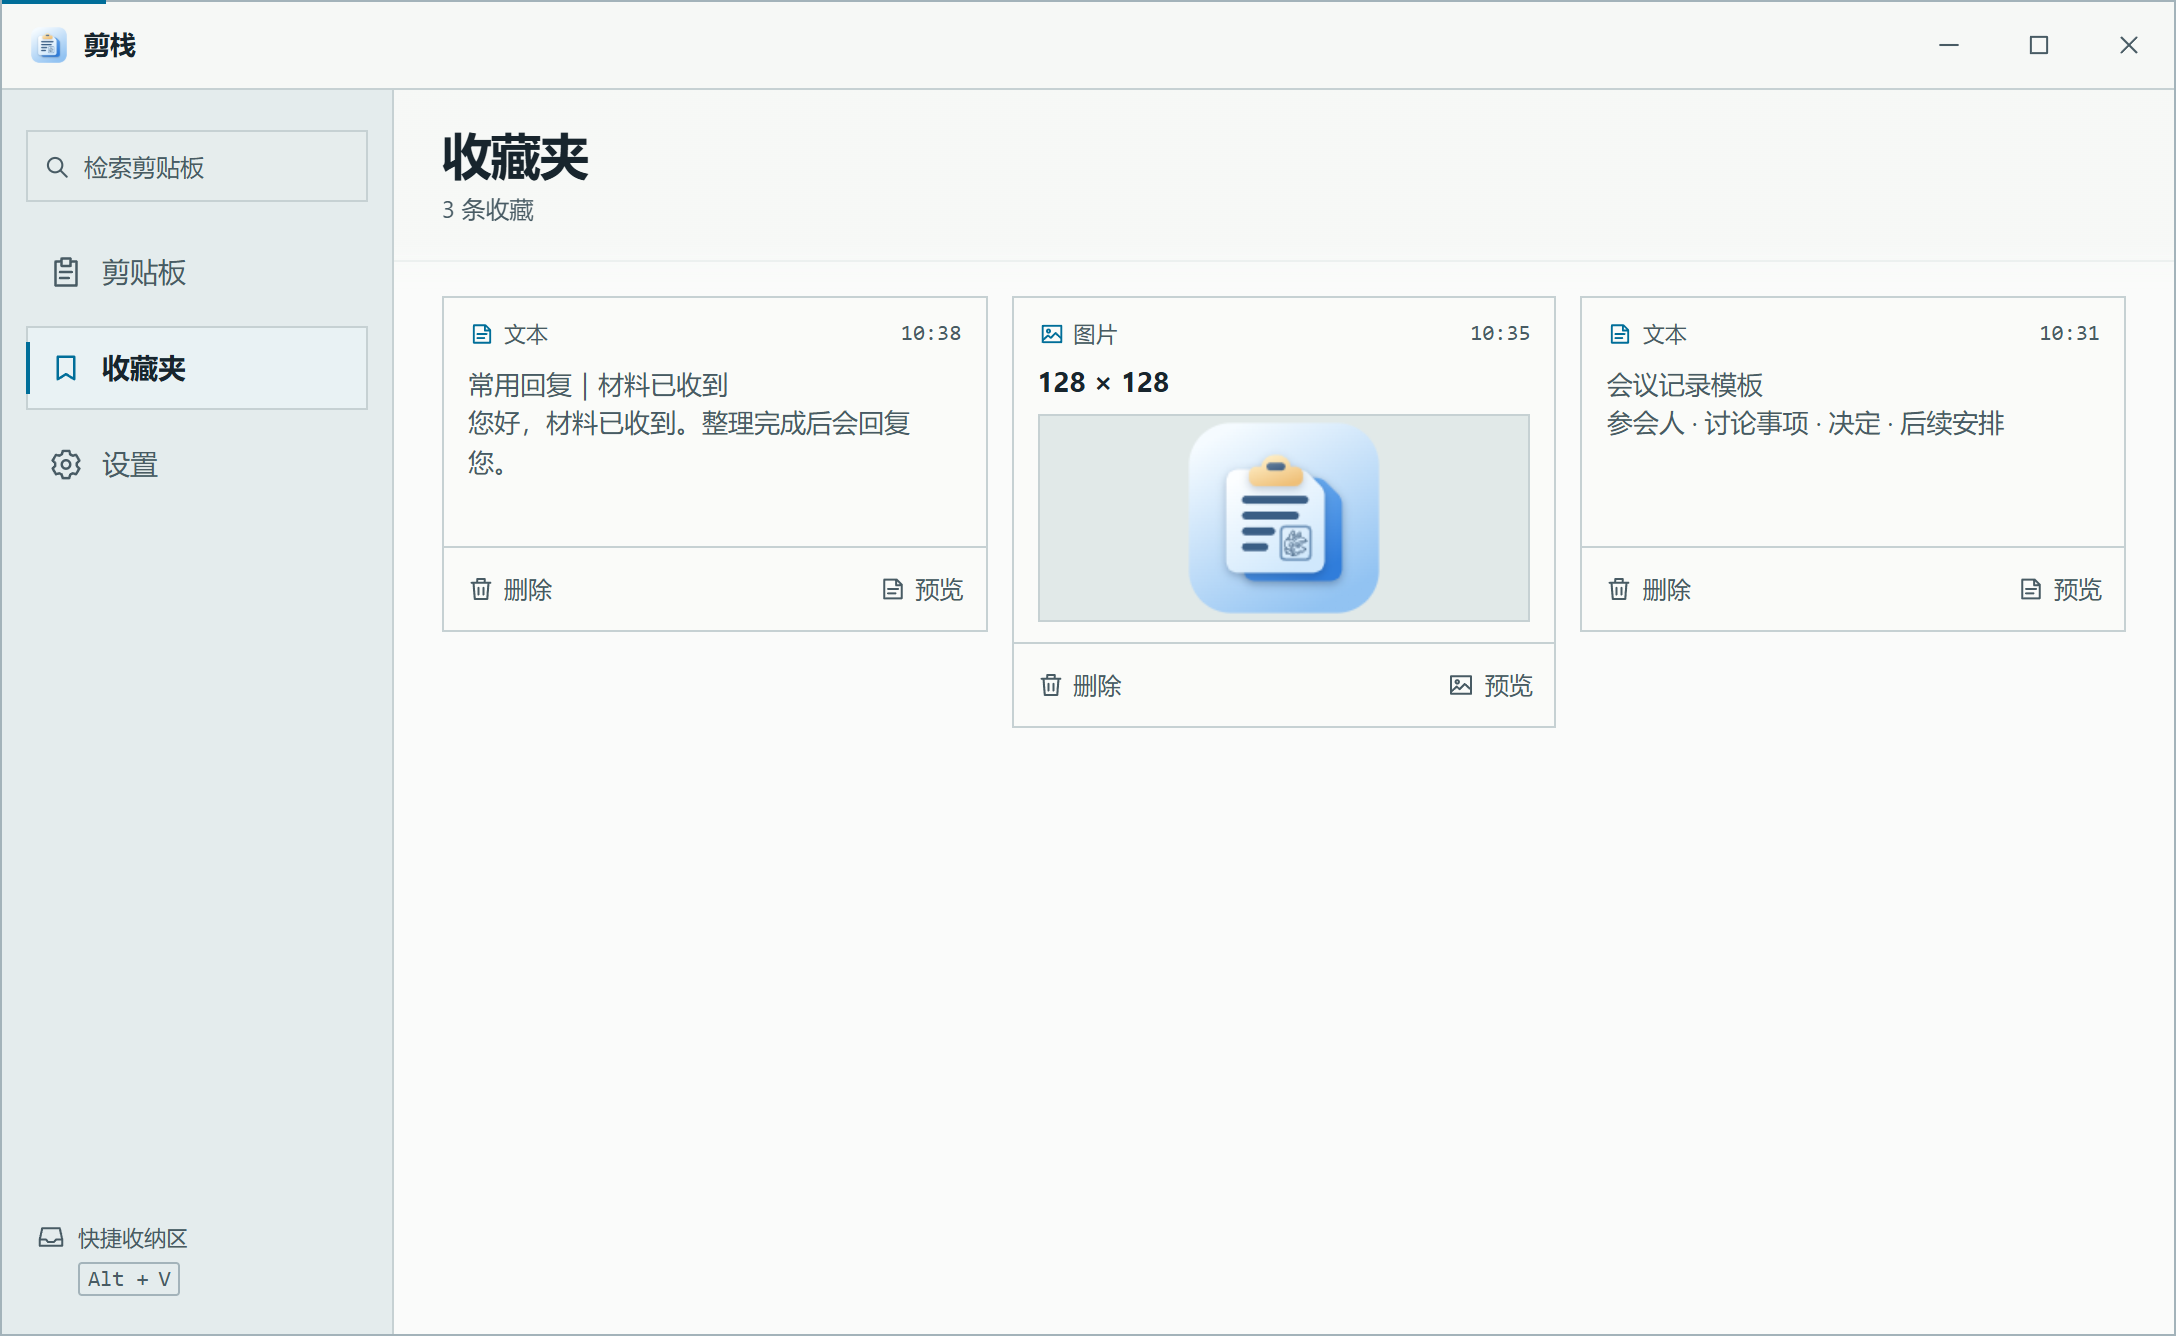 剪栈
检索剪贴板
剪贴板
收藏夹
设置
快捷收纳区
Alt + V
收藏夹
3 条收藏
文本
10:38
常用回复 | 材料已收到
您好，材料已收到。整理完成后会回复
您。
删除
预览
图片
10:35
128 × 128
删除
预览
文本
10:31
会议记录模板
参会人 · 讨论事项 · 决定 · 后续安排
删除
预览